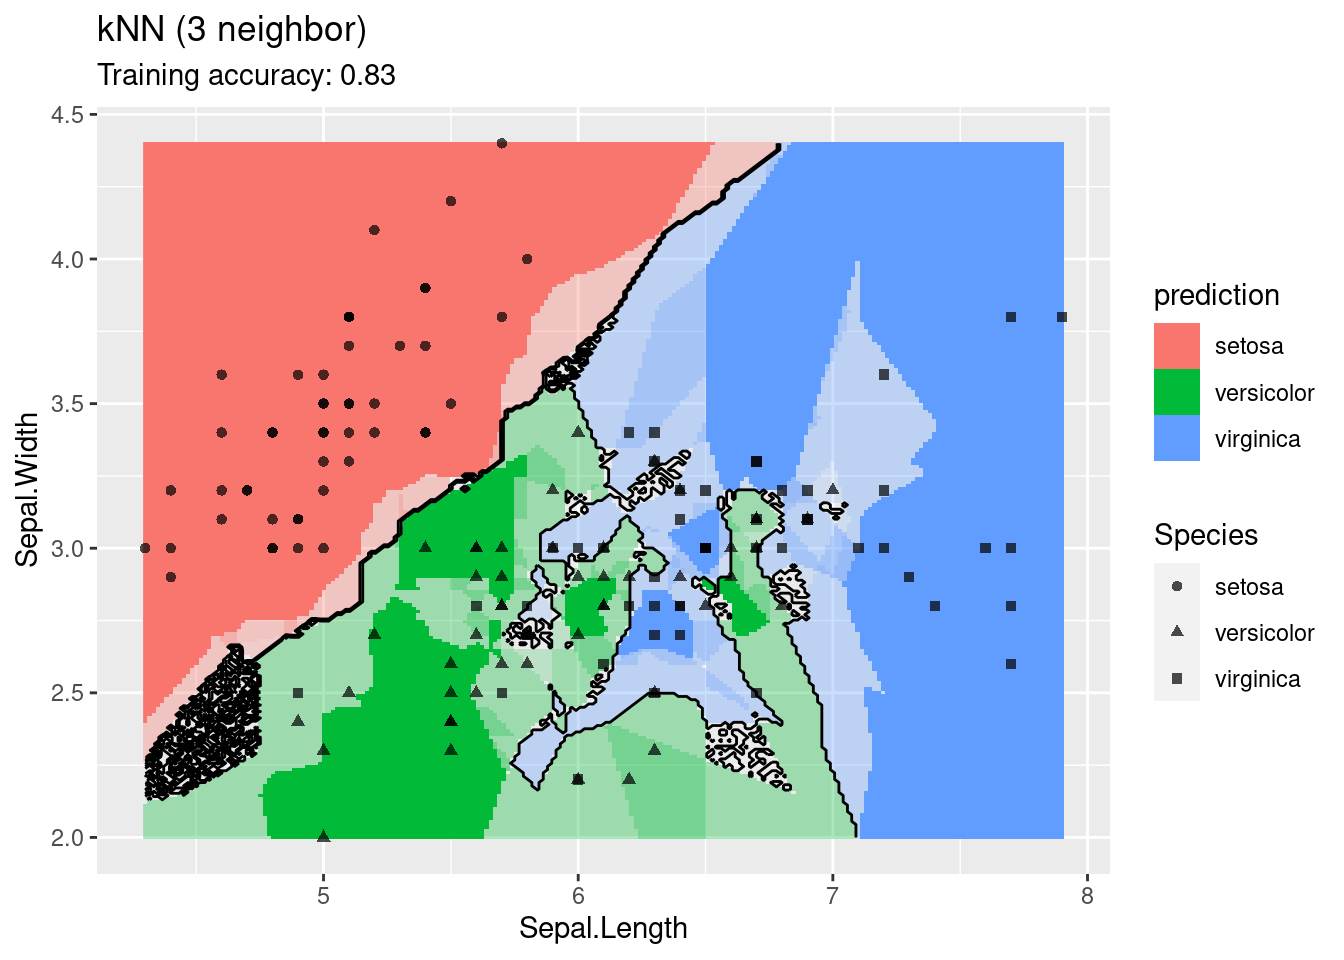 kNN (3 neighbor)
Training accuracy: 0.83
4.5
4.0
3.5
3.0
2.5
2.0
Sepal.Width
5 6 7 8
Sepal.Length
prediction
setosa
versicolor
virginica
Species
setosa
versicolor
virginica